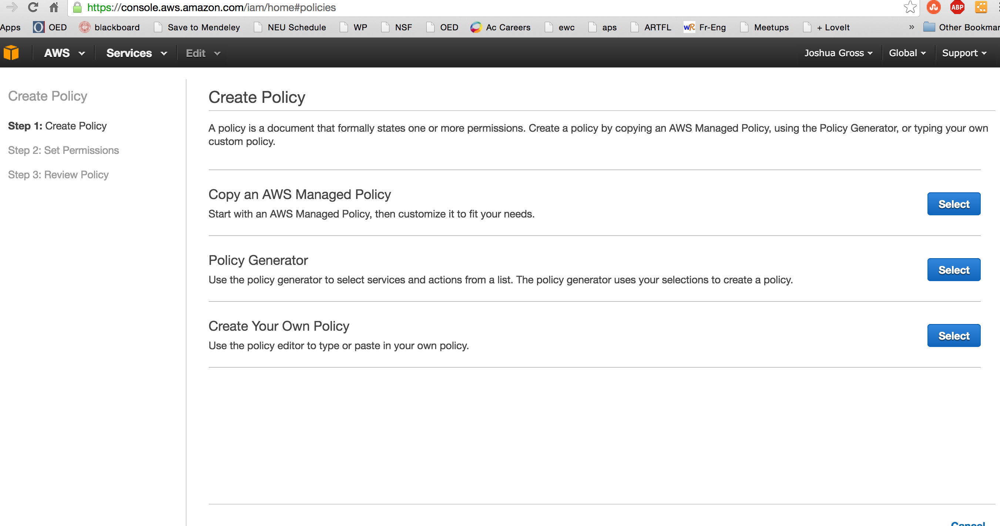 https://console.aws.amazon.com/iam/home#policies
ABP
Apps OED blackboard Save to Mendeley NEU Schedule WP NSF OED Ac Careers ewc aps ARTFL WR Fr-Eng Meetups + LoveIt » Other Bookmar
AWS Services Edit Joshua Gross Global Support
Create Policy
Step 1: Create Policy
Step 2: Set Permissions
Step 3: Review Policy
Create Policy
A policy is a document that formally states one or more permissions. Create a policy by copying an AWS Managed Policy, using the Policy Generator, or typing your own
custom policy.
Copy an AWS Managed Policy
Start with an AWS Managed Policy, then customize it to fit your needs.
Select
Policy Generator
Use the policy generator to select services and actions from a list. The policy generator uses your selections to create a policy.
Select
Create Your Own Policy
Use the policy editor to type or paste in your own policy.
Select
Cancel